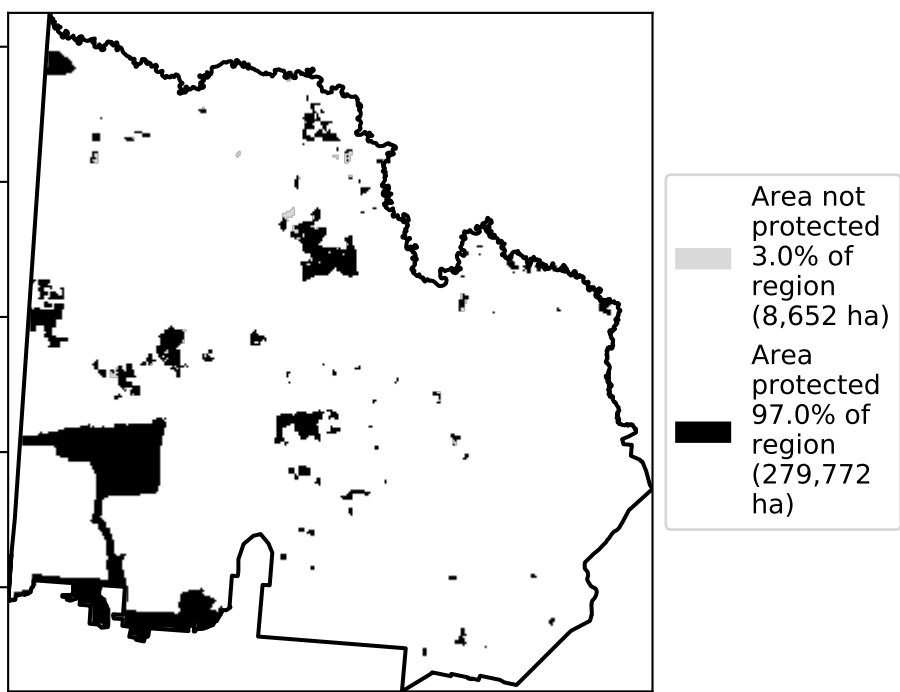 Area not
protected
3.0% of
region
(8,652 ha)
Area
protected
97.0% of
region
(279,772
ha)